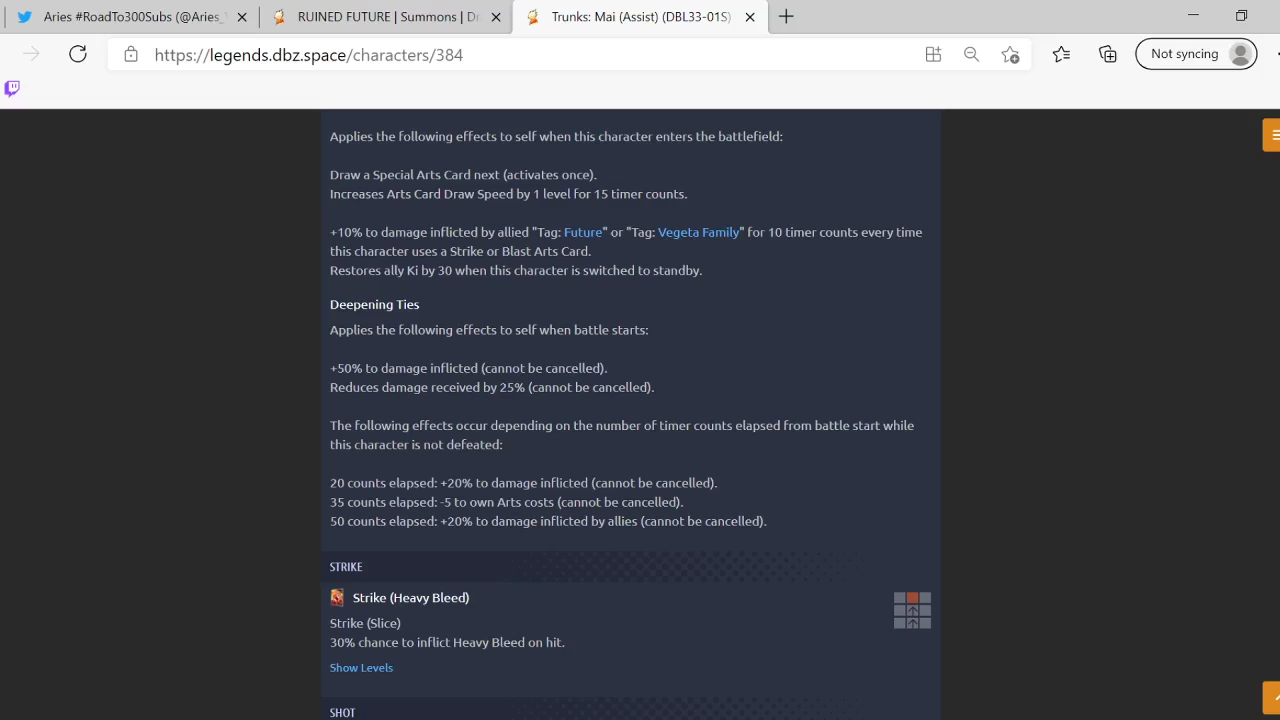 Aries #RoadTo300Subs (@Aries_
RUINED FUTURE | Summons | D
Trunks: Mai (Assist) (DBL33-01S)
https://legends.dbz.space/characters/384
Not syncing
Applies the following effects to self when this character enters the battlefield:
Draw a Special Arts Card next (activates once).
Increases Arts Card Draw Speed by 1 level for 15 timer counts.
+10% to damage inflicted by allied "Tag: Future" or "Tag: Vegeta Family" for 10 timer counts every time
this character uses a Strike or Blast Arts Card.
Restores ally Ki by 30 when this character is switched to standby.
Deepening Ties
Applies the following effects to self when battle starts:
+50% to damage inflicted (cannot be cancelled).
Reduces damage received by 25% (cannot be cancelled).
The following effects occur depending on the number of timer counts elapsed from battle start while
this character is not defeated:
20 counts elapsed: +20% to damage inflicted (cannot be cancelled).
35 counts elapsed: -5 to own Arts costs (cannot be cancelled).
50 counts elapsed: +20% to damage inflicted by allies (cannot be cancelled).
STRIKE
Strike (Heavy Bleed)
Strike (Slice)
30% chance to inflict Heavy Bleed on hit.
Show Levels
SHOT